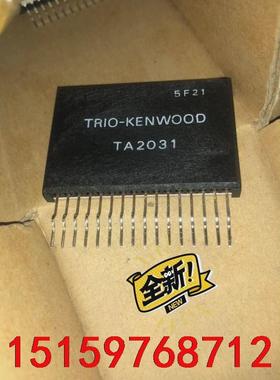 5F21
TRIO-KENWOOD
TA2031
全新!
NEW
15159768712